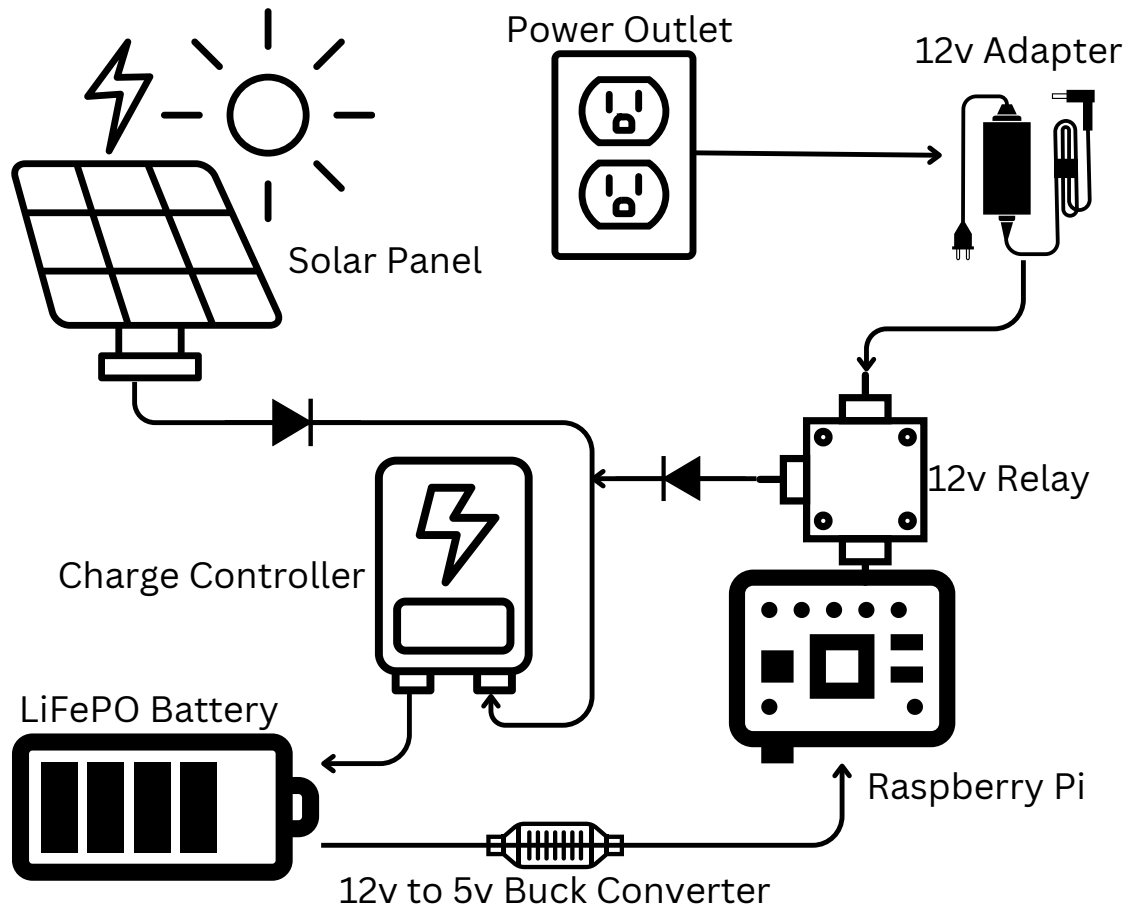 Power Outlet
12v Adapter
Solar Panel
12v Relay
Charge Controller
LiFePO Battery
Raspberry Pi
12v to 5v Buck Converter